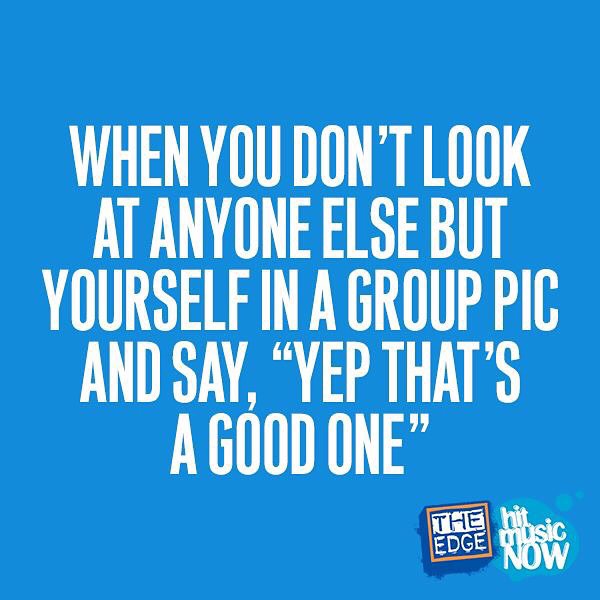 WHEN YOU DON’T LOOK
AT ANYONE ELSE BUT
YOURSELF IN A GROUP PIC
AND SAY, “YEP THAT’S
A GOOD ONE”
THE
EDGE
hit
music
NOW